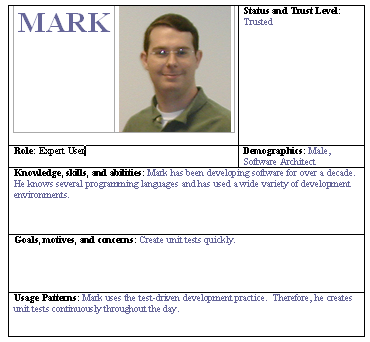 MARK
Status and Trust Level:
Trusted
Role: Expert User
Demographics: Male,
Software Architect
Knowledge, skills, and abilities: Mark has been developing software for over a decade.
He knows several programming languages and has used a wide variety of development
environments.
Goals, motives, and concerns: Create unit tests quickly.
Usage Patterns: Mark uses the test-driven development practice. Therefore, he creates
unit tests continuously throughout the day.